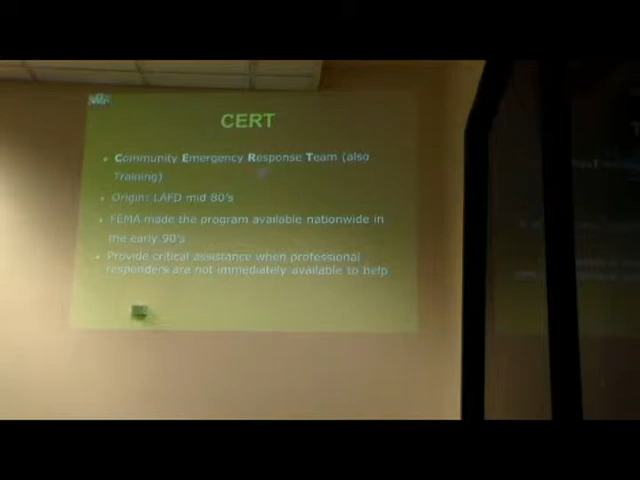 CERT
• Community Emergency Response Team (also
Training)
• Origin: LAFD mid 80's
• FEMA made the program available nationwide in
the early 90's
• Provide critical assistance when professional
responders are not immediately available to help